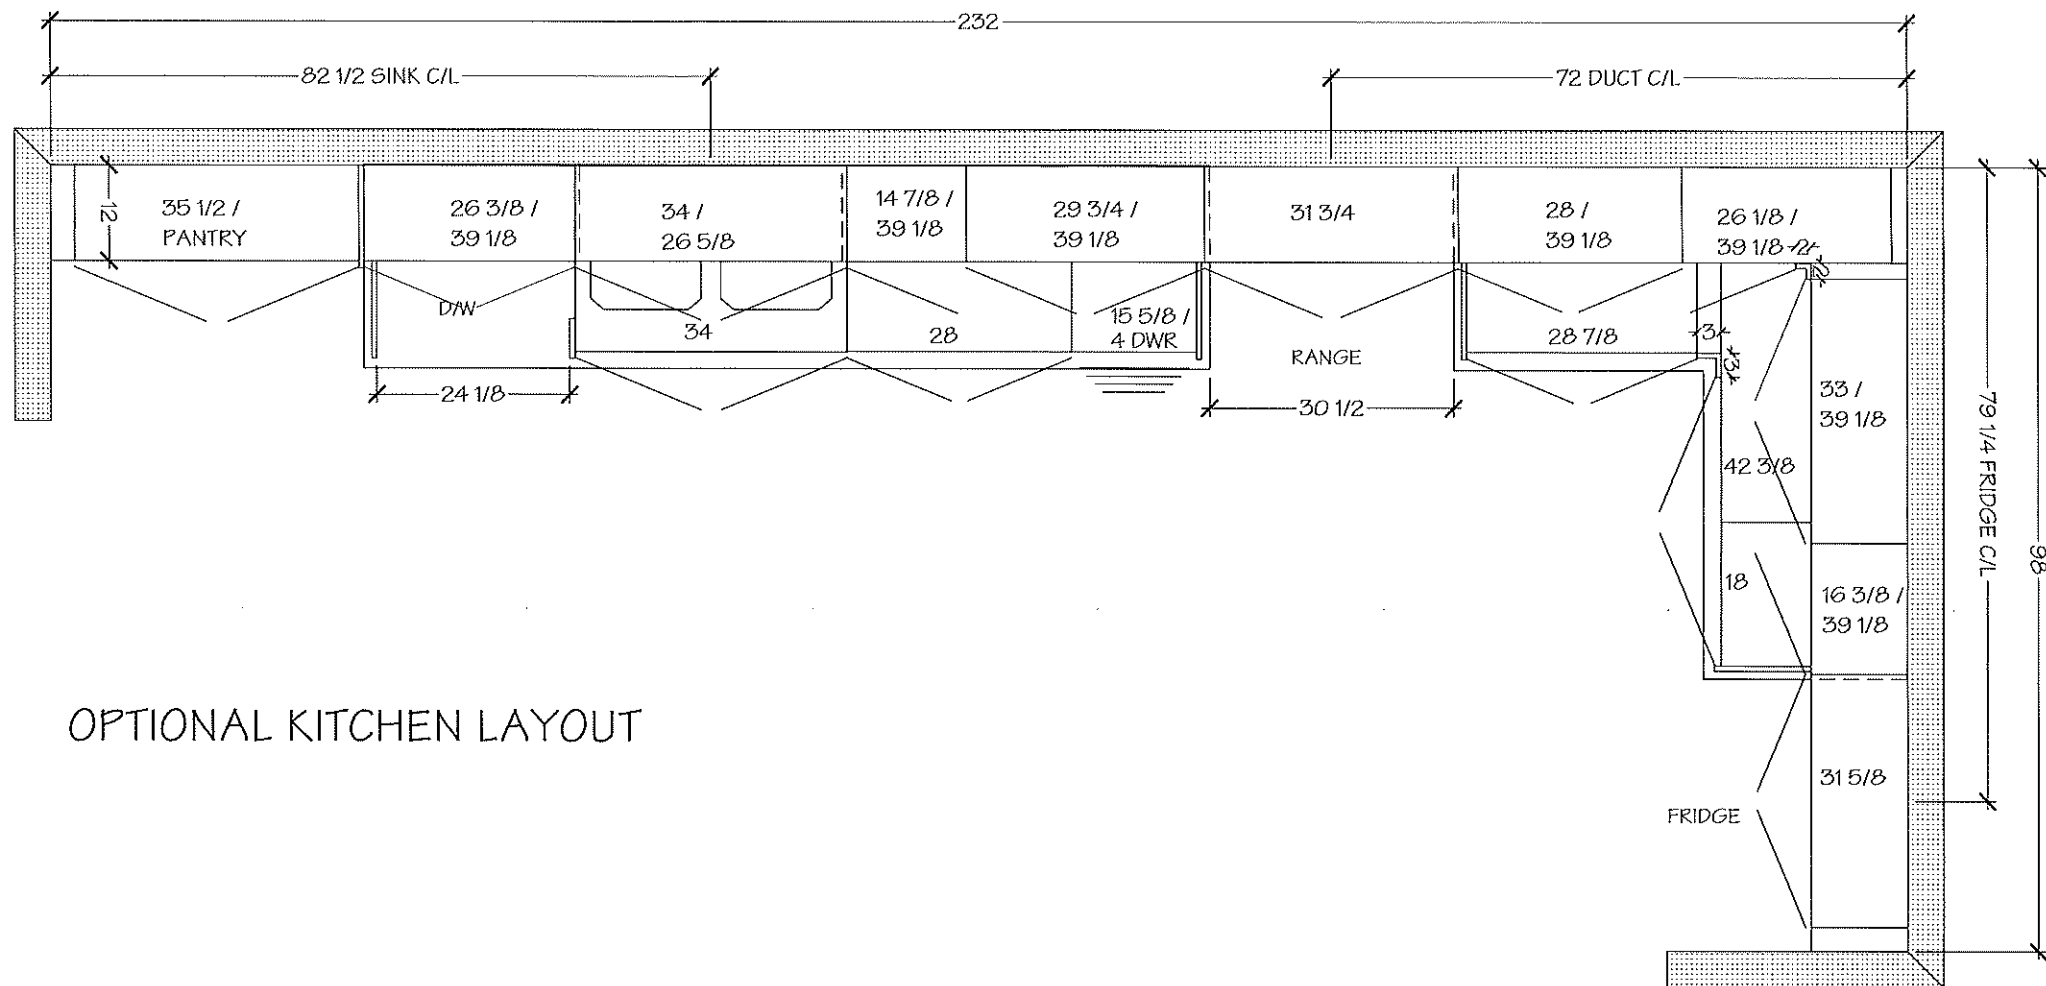 232
82 1/2 SINK C/L
72 DUCT C/L
12
35 1/2 /
PANTRY
26 3/8 /
39 1/8
34 /
26 5/8
14 7/8 /
39 1/8
29 3/4 /
39 1/8
31 3/4
28 /
39 1/8
26 1/8 /
39 1/8
2
2
D/W
34
28
15 5/8 /
4 DWR
RANGE
28 7/8
3
3
24 1/8
30 1/2
33 /
39 1/8
42 3/8
18
16 3/8 /
39 1/8
79 1/4 FRIDGE C/L
98
31 5/8
FRIDGE
OPTIONAL KITCHEN LAYOUT